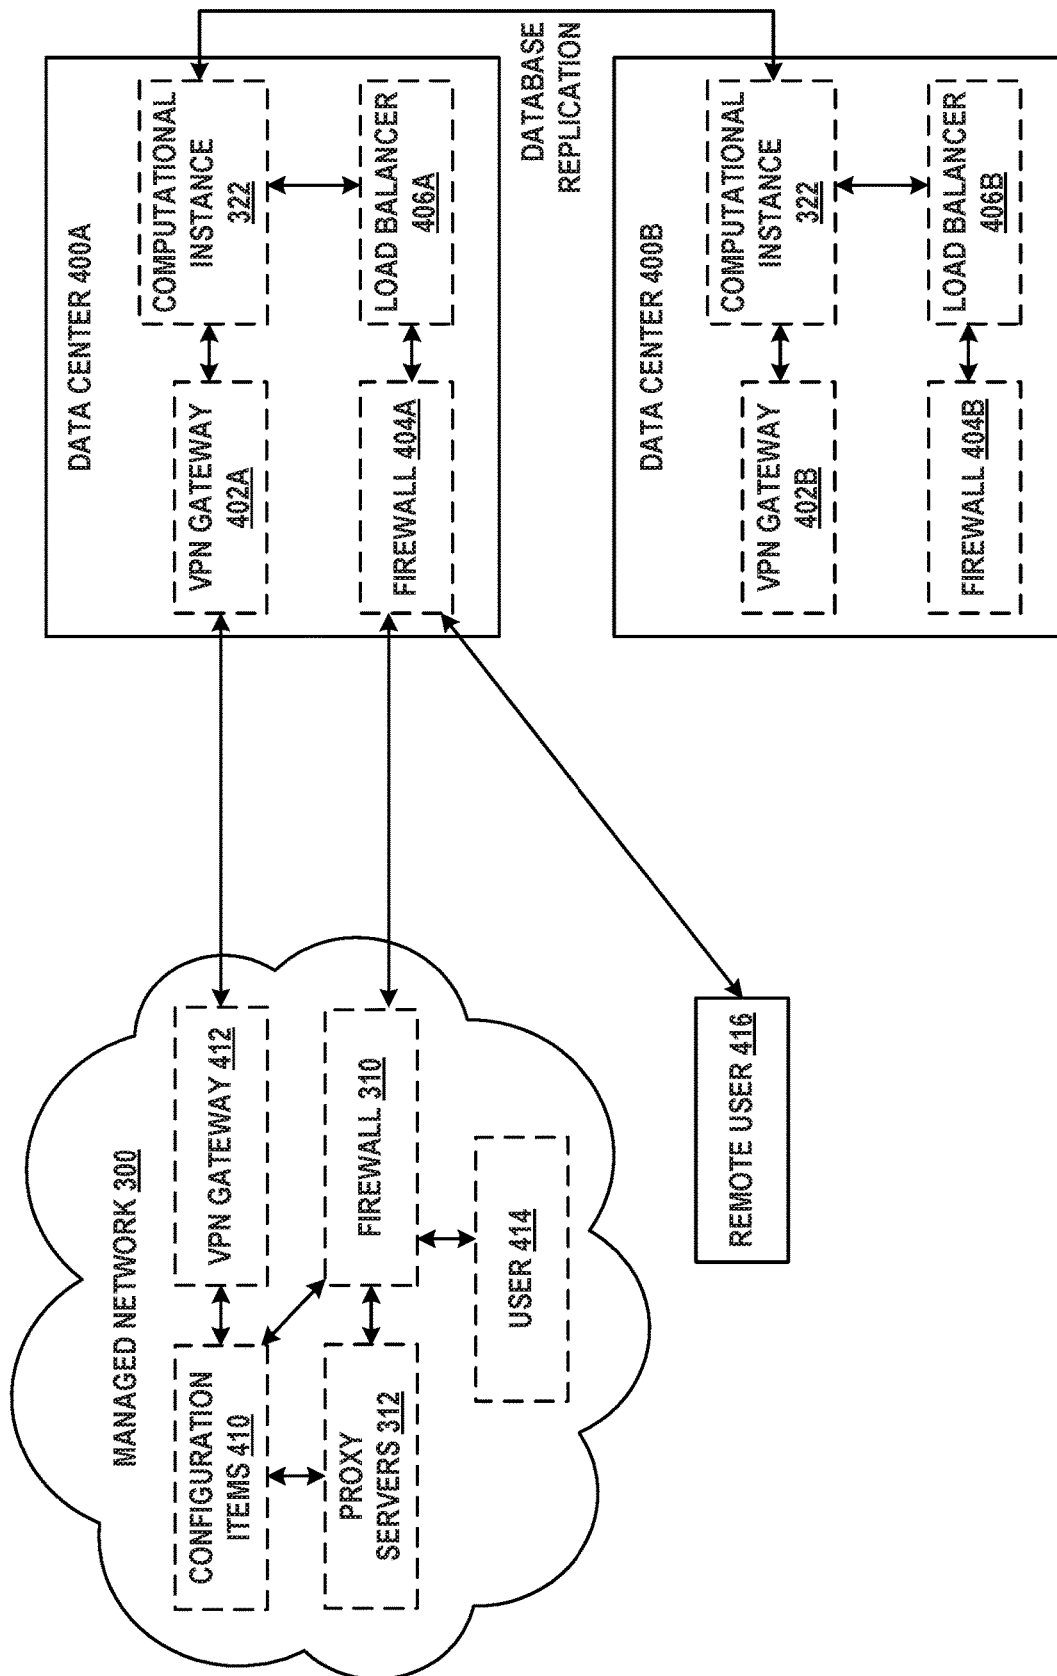 MANAGED NETWORK 300
CONFIGURATION
ITEMS 410
VPN GATEWAY 412
PROXY
SERVERS 312
FIREWALL 310
USER 414
REMOTE USER 416
DATA CENTER 400A
VPN GATEWAY
402A
COMPUTATIONAL
INSTANCE
322
FIREWALL 404A
LOAD BALANCER
406A
DATABASE
REPLICATION
DATA CENTER 400B
VPN GATEWAY
402B
COMPUTATIONAL
INSTANCE
322
FIREWALL 404B
LOAD BALANCER
406B